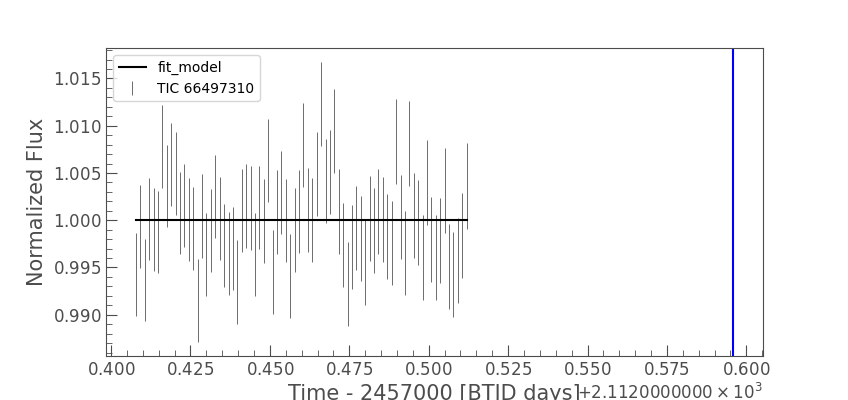 fit_model
TIC 66497310
Normalized Flux
1.015
1.010
1.005
1.000
0.995
0.990
0.400 0.425 0.450 0.475 0.500 0.525 0.550 0.575 0.600
Time - 2457000 [BTJD days]
+2.1120000000 × 10³